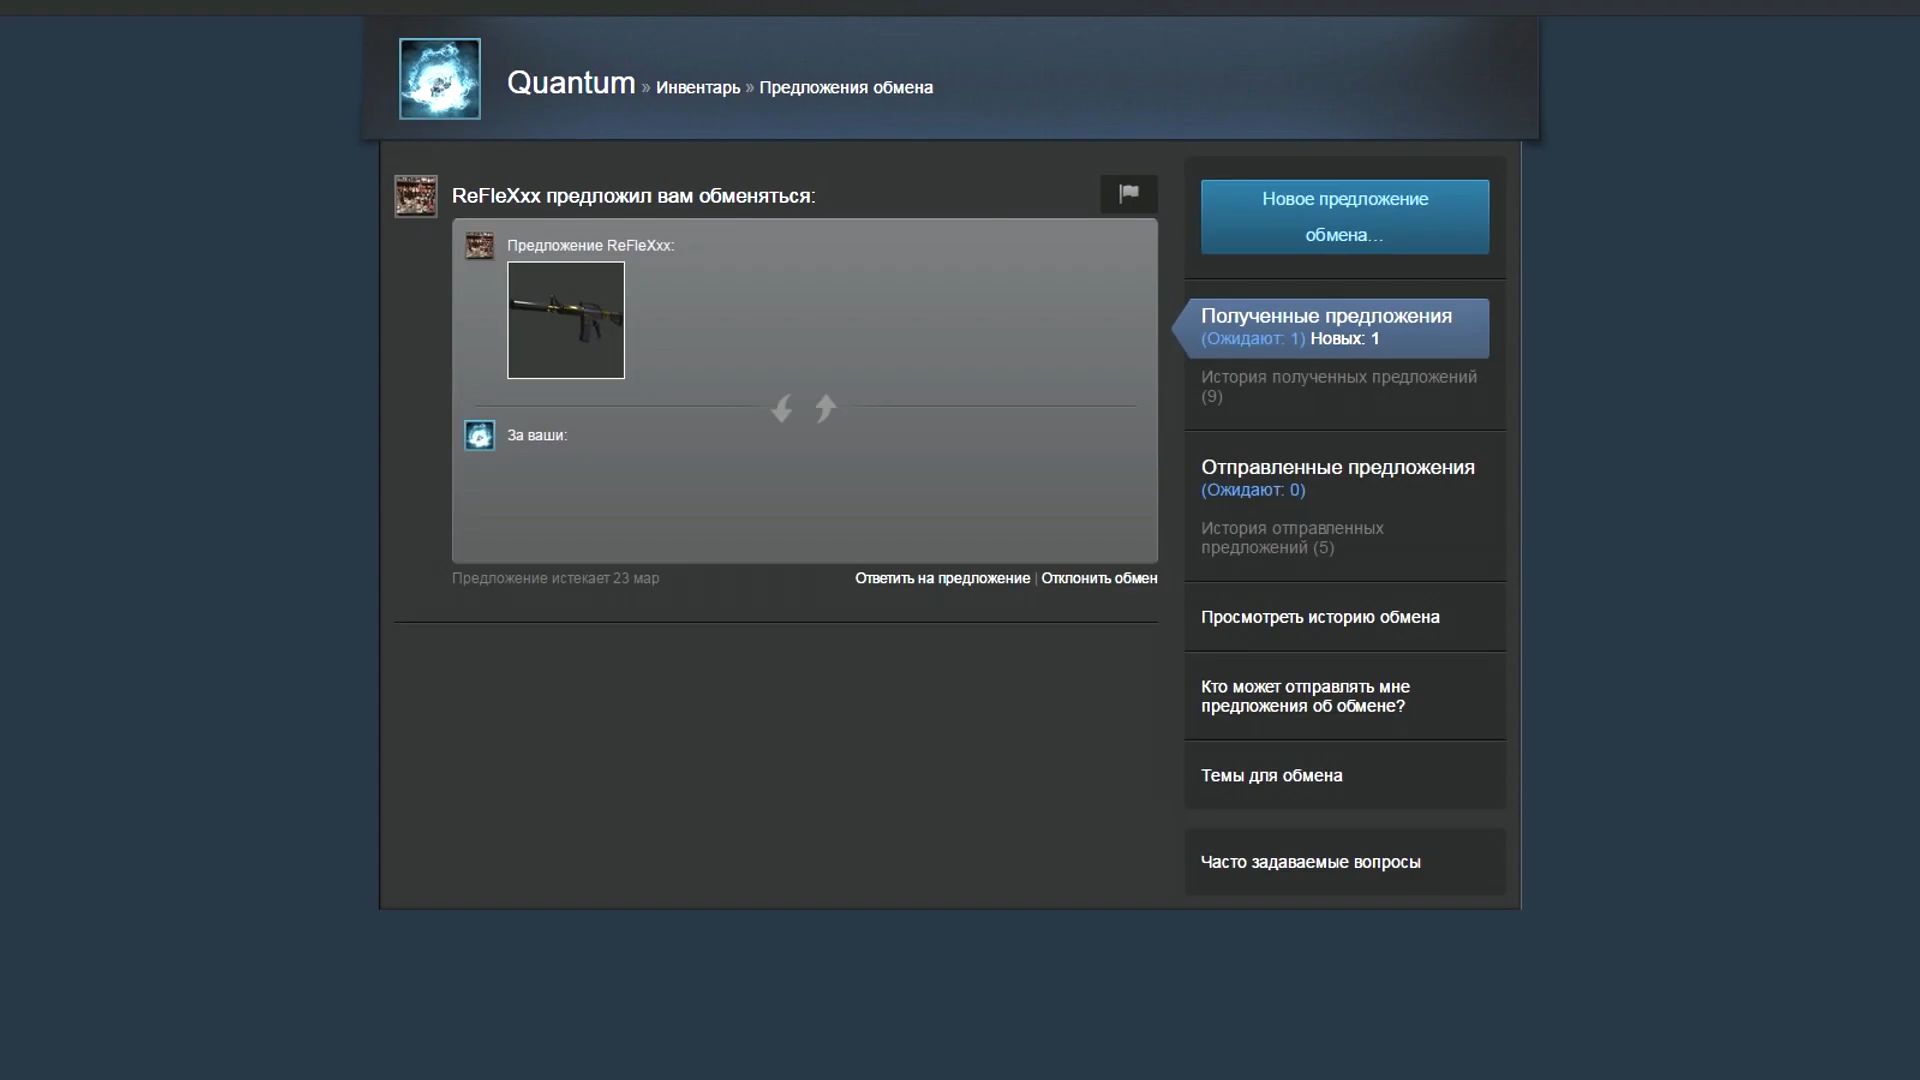 Quantum » Инвентарь » Предложения обмена
ReFleXxx предложил вам обменяться:
Предложение ReFleXxx:
За ваши:
Предложение истекает 23 мар
Ответить на предложение | Отклонить обмен
Новое предложение
обмена...
Полученные предложения
(Ожидают: 1) Новых: 1
История полученных предложений
(9)
Отправленные предложения
(Ожидают: 0)
История отправленных
предложений (5)
Просмотреть историю обмена
Кто может отправлять мне
предложения об обмене?
Темы для обмена
Часто задаваемые вопросы